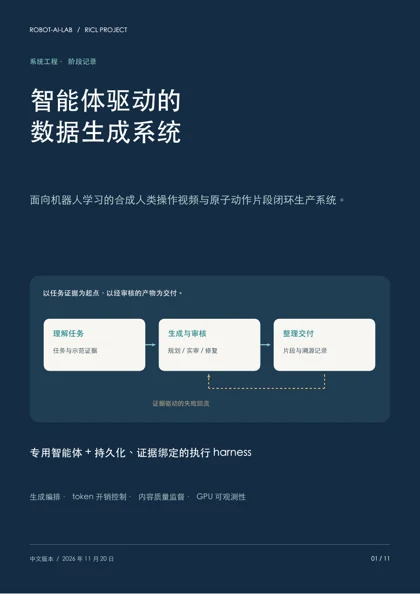 ROBOT-AI-LAB / RICL PROJECT
系统工程 · 阶段记录
智能体驱动的
数据生成系统
面向机器人学习的合成人类操作视频与原子动作片段闭环生产系统。
以任务证据为起点，以经审核的产物为交付。
理解任务
任务与示范证据
生成与审核
规划 / 实审 / 修复
整理交付
片段与溯源记录
证据驱动的失败回流
专用智能体 + 持久化、证据绑定的执行 harness
生成编排 · token 开销控制 · 内容质量监督 · GPU 可观测性
中文版本 / 2026 年 11 月 20 日
01 / 11